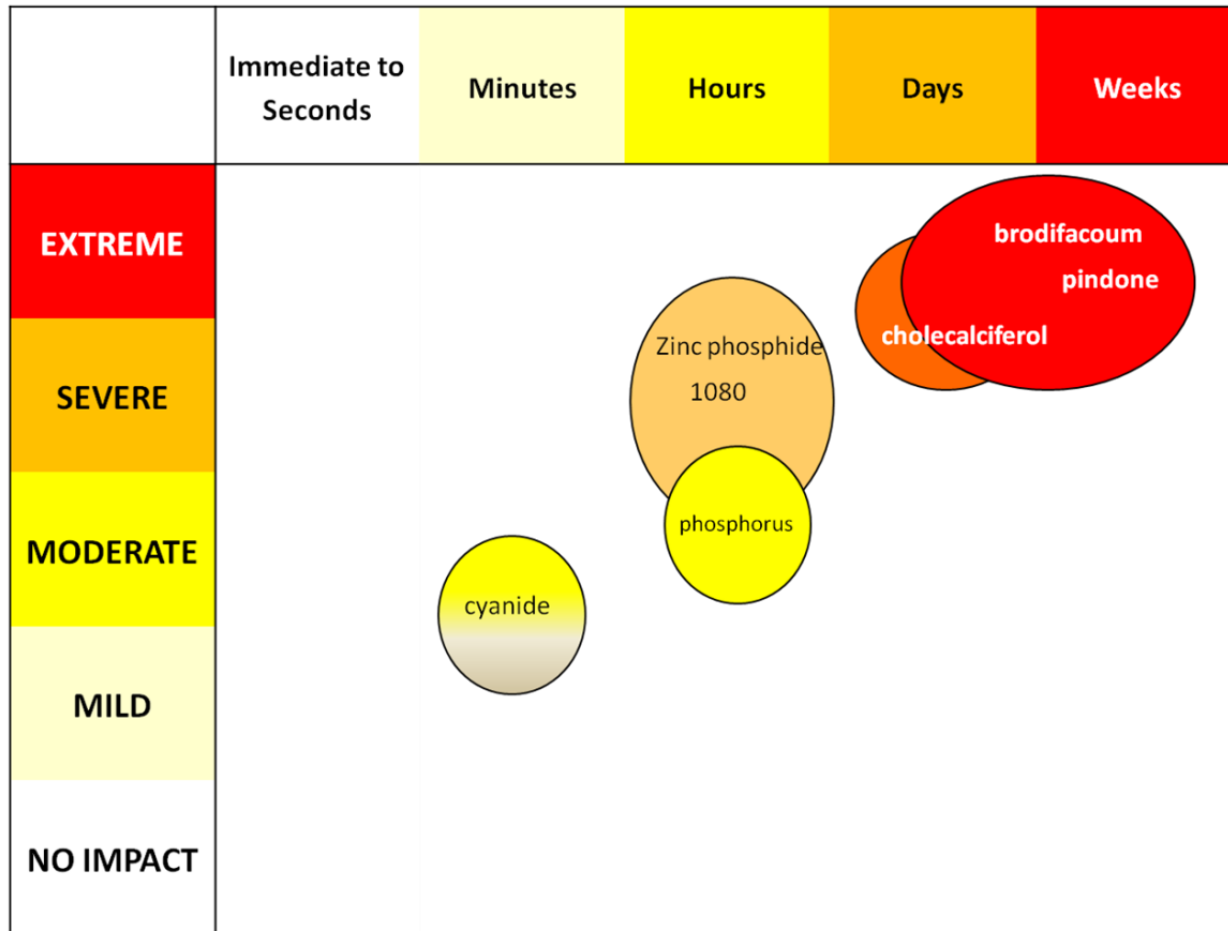 Immediate to
Seconds
Minutes
Hours
Days
Weeks
EXTREME
brodifacoum
pindone
cholecalciferol
Zinc phosphide
1080
SEVERE
phosphorus
MODERATE
cyanide
MILD
NO IMPACT